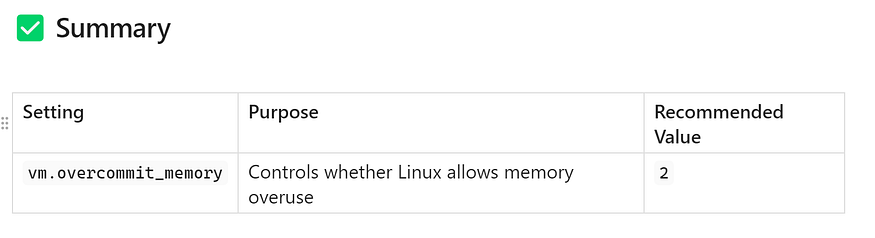 ✅ Summary
Setting
Purpose
Recommended
Value
vm.overcommit_memory
Controls whether Linux allows memory
overuse
2